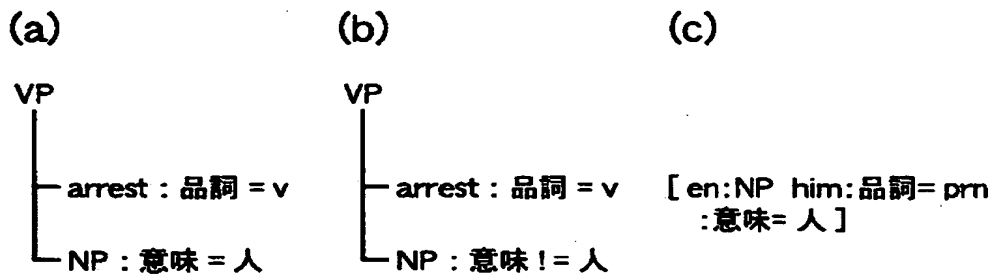 (a) (b) (c)
VP VP
arrest : 品詞 = v arrest : 品詞 = v [ en:NP him:品詞= prn
:意味= 人 ]
NP : 意味 = 人 NP : 意味 != 人